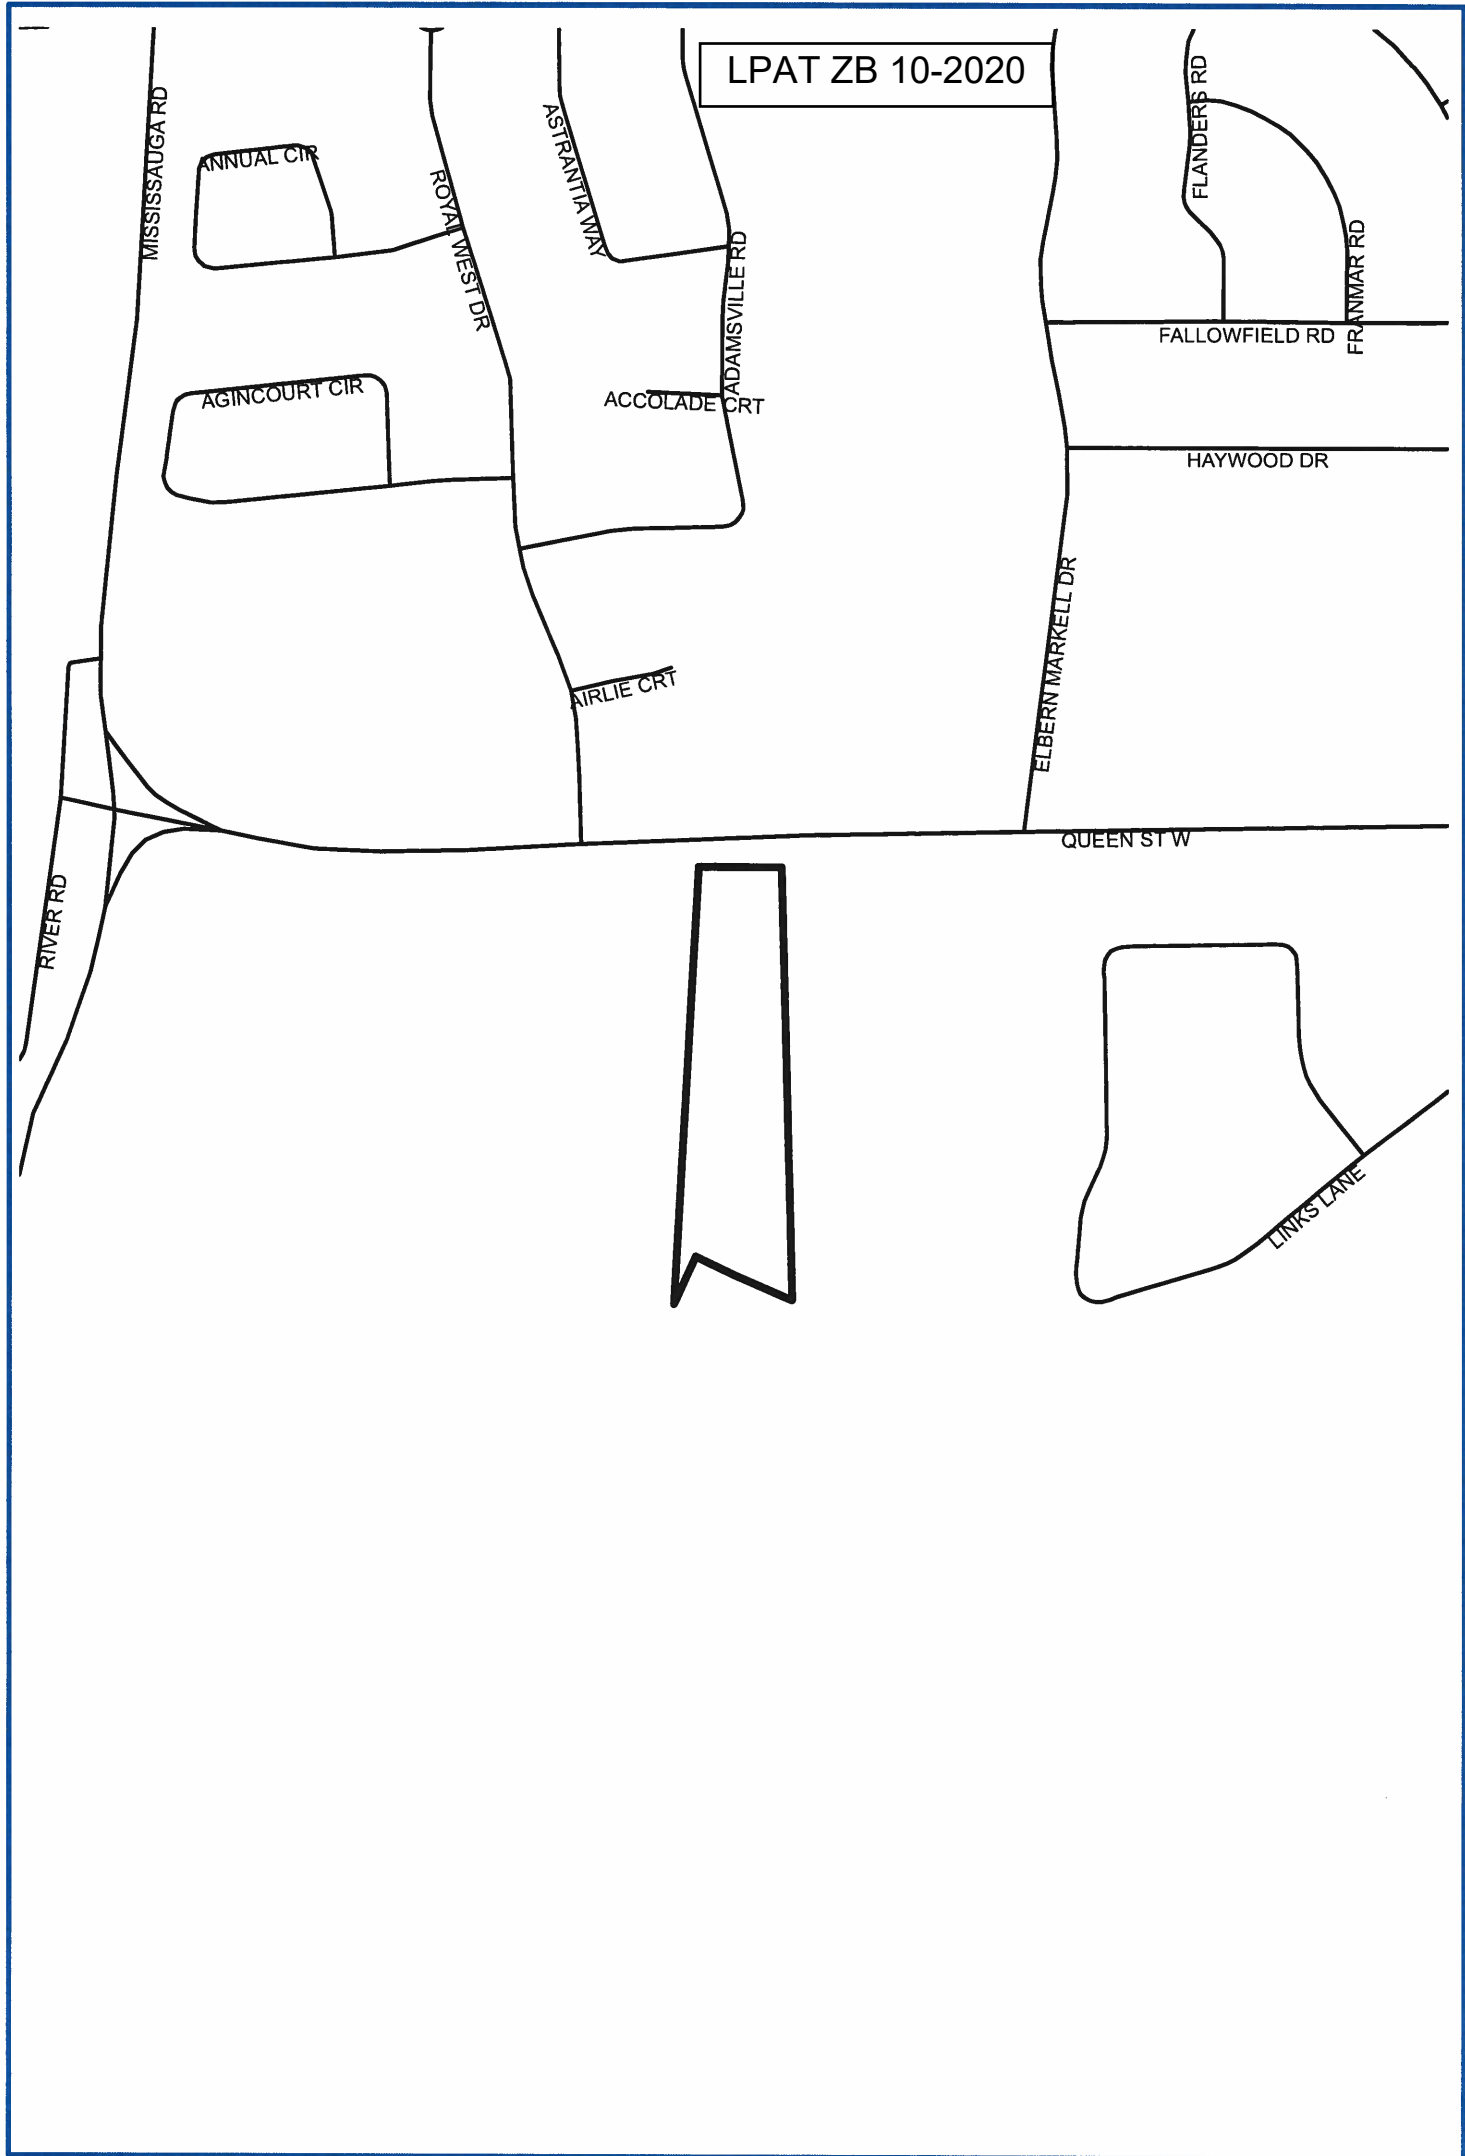 LPAT ZB 10-2020
MISSISSAUGA RD
ANNUAL CIR
ROYAL WEST DR
ASTRANTIA WAY
ADAMSVILLE RD
FLANDERS RD
FRANMAR RD
FALLOWFIELD RD
AGINCOURT CIR
ACCOLADE CRT
HAYWOOD DR
ELBERN MARKELL DR
AIRLIE CRT
QUEEN ST W
RIVER RD
LINKS LANE